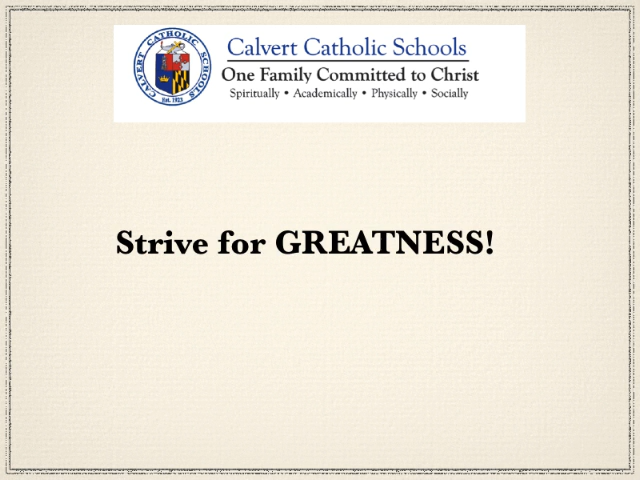 CALVERT CATHOLIC SCHOOLS
Est. 1923
Calvert Catholic Schools
One Family Committed to Christ
Spiritually • Academically • Physically • Socially
Strive for GREATNESS!